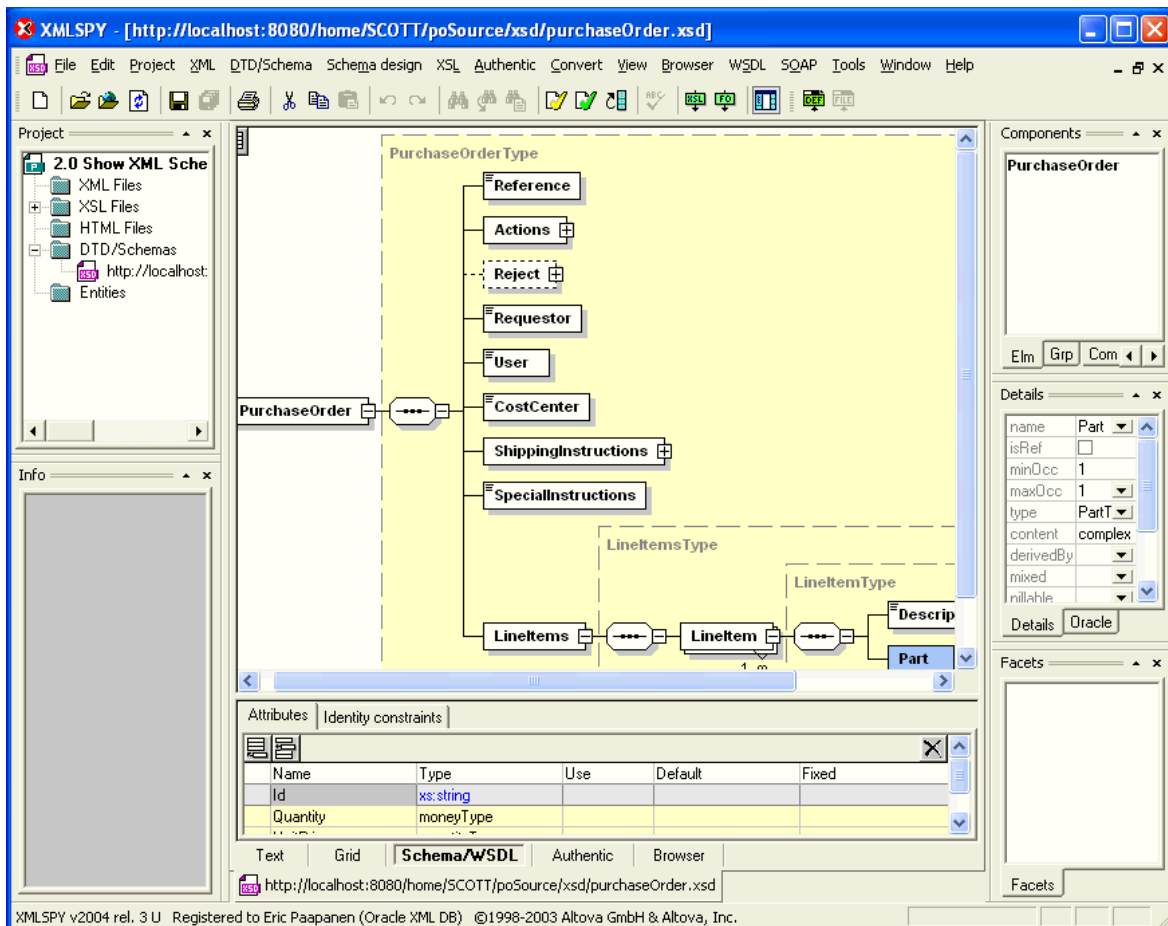 XMLSPY - [http://localhost:8080/home/SCOTT/poSource/xsd/purchaseOrder.xsd]
File Edit Project XML DTD/Schema Schema design XSL Authentic Convert View Browser WSDL SOAP Tools Window Help
Project
2.0 Show XML Sche
XML Files
XSL Files
HTML Files
DTD/Schemas
http://localhost:
Entities
Info
PurchaseOrderType
Reference
Actions
Reject
Requestor
User
PurchaseOrder
CostCenter
ShippingInstructions
SpecialInstructions
LineItemsType
LineItemType
LineItems
LineItem
Descrip
Part
Attributes Identity constraints
Name Type Use Default Fixed
Id xs:string
Quantity moneyType
Text Grid Schema/WSDL Authentic Browser
http://localhost:8080/home/SCOTT/poSource/xsd/purchaseOrder.xsd
Components
PurchaseOrder
Elm Grp Com
Details
name Part
isRef
minOcc 1
maxOcc 1
type PartT
content complex
derivedBy
mixed
nillable
Details Oracle
Facets
Facets
XMLSPY v2004 rel. 3 U Registered to Eric Paapanen (Oracle XML DB) ©1998-2003 Altova GmbH & Altova, Inc.